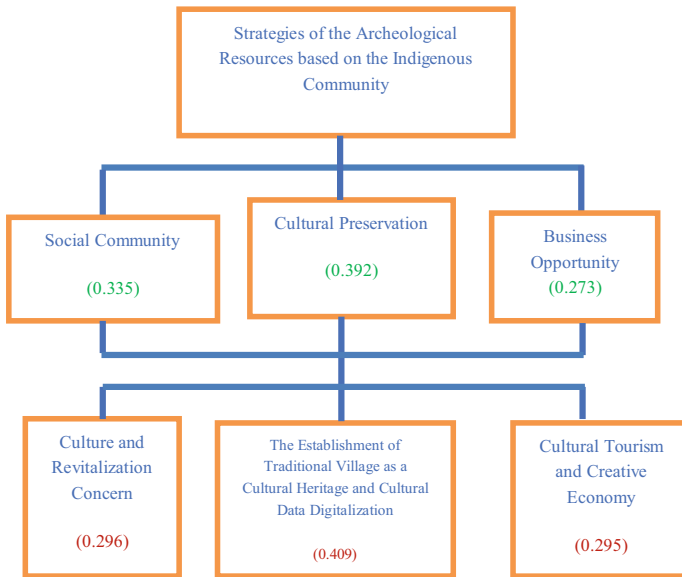 Strategies of the Archeological
Resources based on the Indigenous
Community
Social Community
(0.335)
Cultural Preservation
(0.392)
Business
Opportunity
(0.273)
Culture and
Revitalization
Concern
(0.296)
The Establishment of
Traditional Village as a
Cultural Heritage and Cultural
Data Digitalization
(0.409)
Cultural Tourism
and Creative
Economy
(0.295)